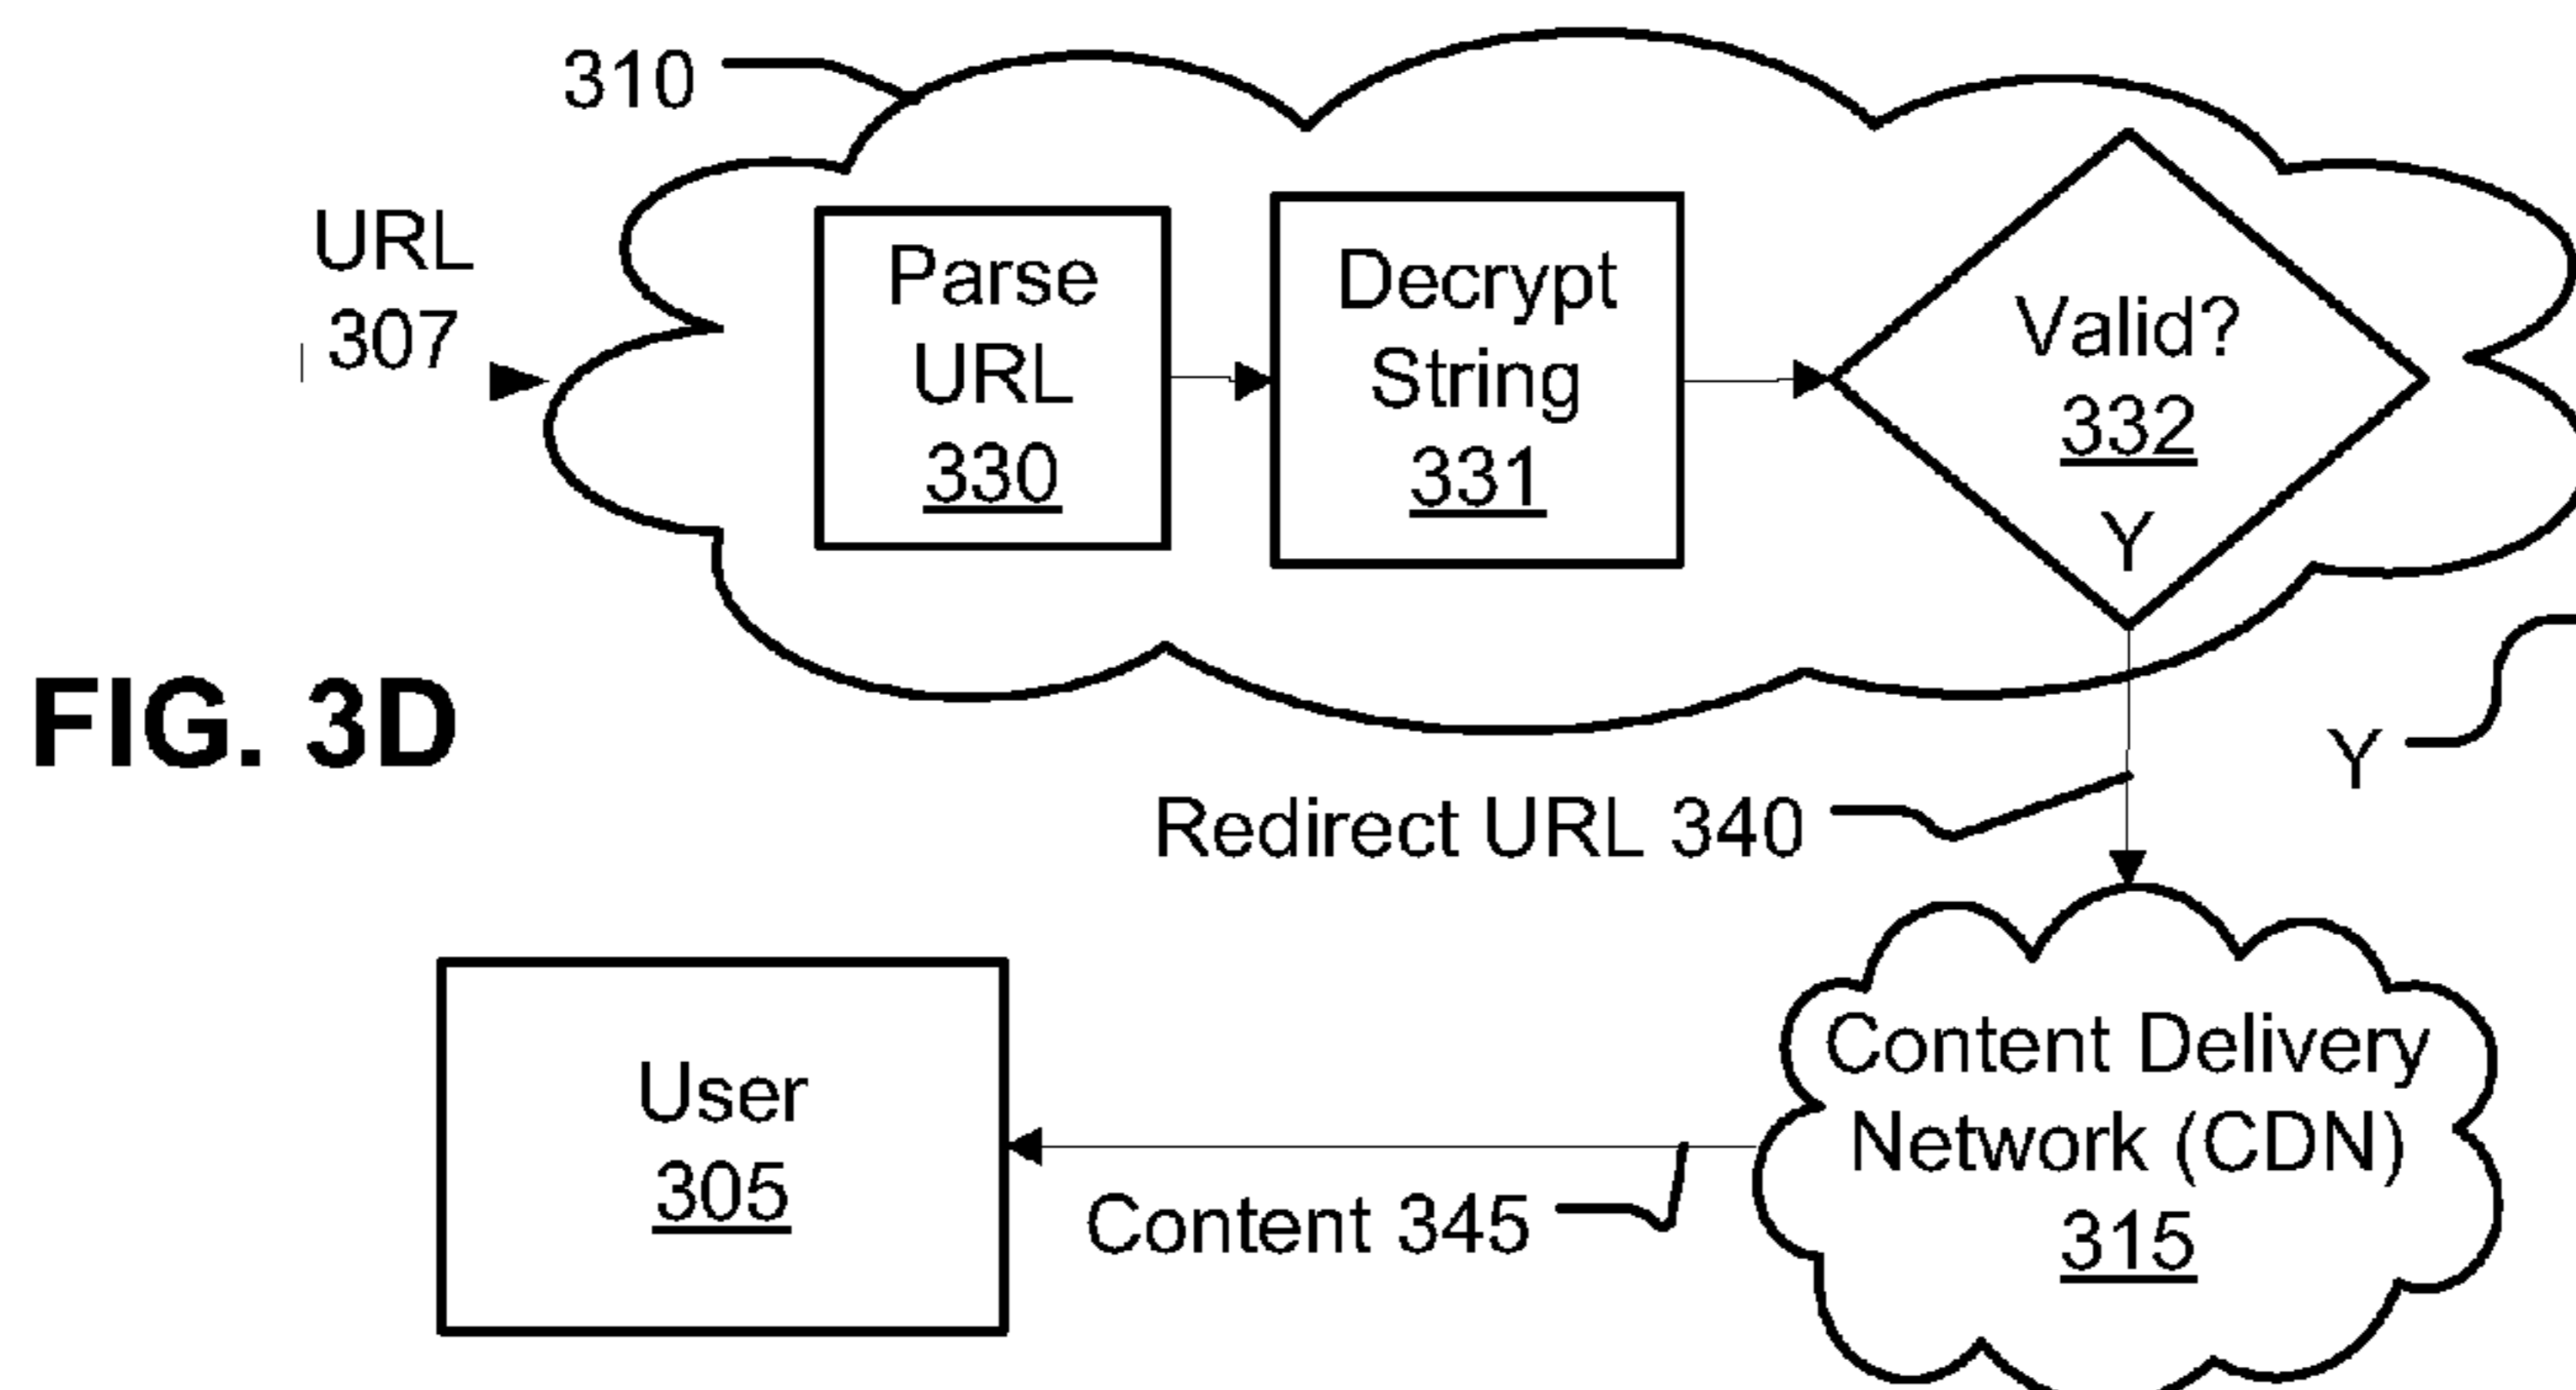 310
URL
307
Parse
URL
330
Decrypt
String
331
Valid?
332
Y
FIG. 3D
Y
Redirect URL 340
User
305
Content 345
Content Delivery
Network (CDN)
315